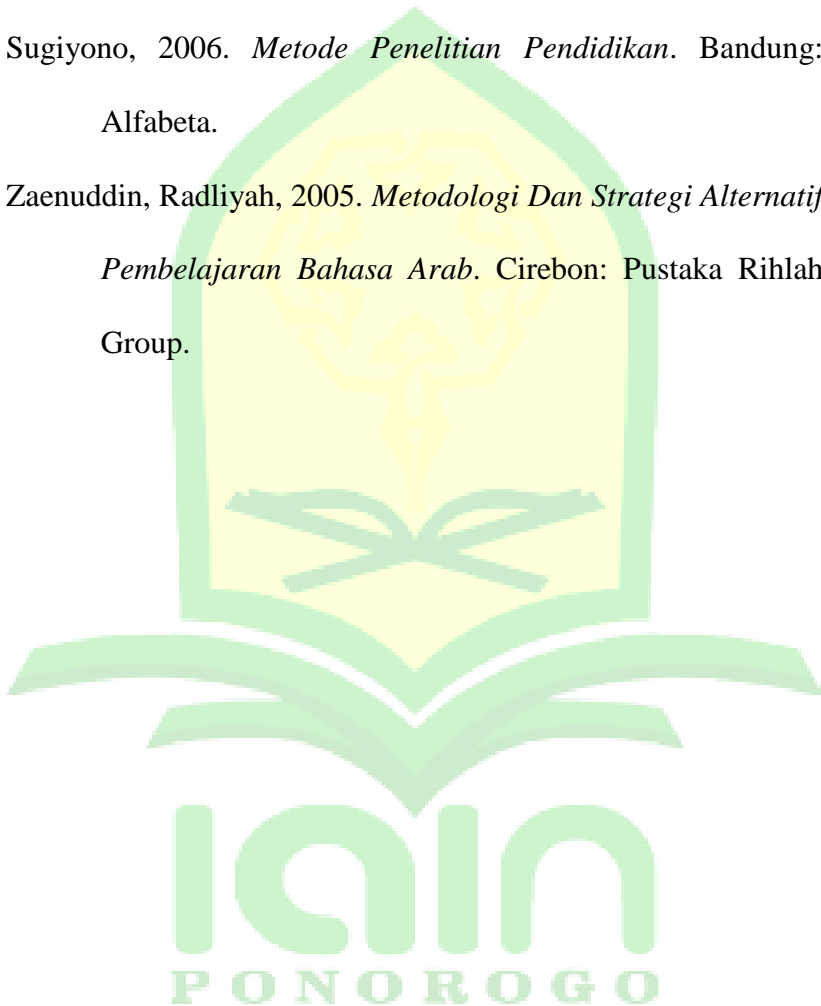 Sugiyono, 2006. Metode Penelitian Pendidikan. Bandung:
Alfabeta.
Zaenuddin, Radliyah, 2005. Metodologi Dan Strategi Alternatif
Pembelajaran Bahasa Arab. Cirebon: Pustaka Rihlah
Group.
iain
PONOROGO